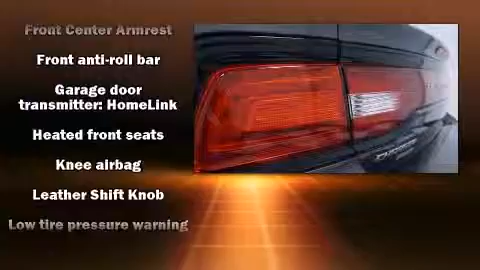 Front Center Armrest
Front anti-roll bar
Garage door
transmitter: HomeLink
Heated front seats
Knee airbag
Leather Shift Knob
Low tire pressure warning